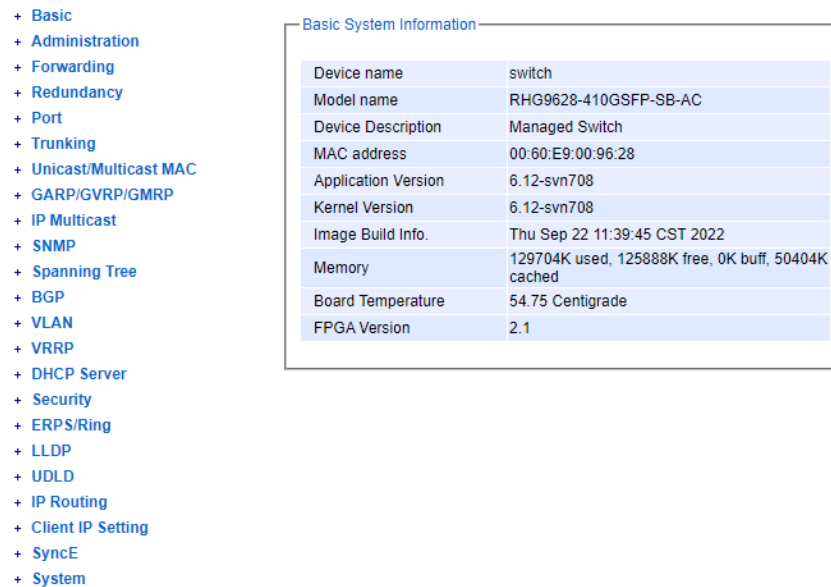 + Basic
+ Administration
+ Forwarding
+ Redundancy
+ Port
+ Trunking
+ Unicast/Multicast MAC
+ GARP/GVRP/GMRP
+ IP Multicast
+ SNMP
+ Spanning Tree
+ BGP
+ VLAN
+ VRRP
+ DHCP Server
+ Security
+ ERPS/Ring
+ LLDP
+ UDLD
+ IP Routing
+ Client IP Setting
+ SyncE
+ System
Basic System Information
Device name switch
Model name RHG9628-410GSFP-SB-AC
Device Description Managed Switch
MAC address 00:60:E9:00:96:28
Application Version 6.12-svn708
Kernel Version 6.12-svn708
Image Build Info. Thu Sep 22 11:39:45 CST 2022
Memory 129704K used, 125888K free, 0K buff, 50404K
cached
Board Temperature 54.75 Centigrade
FPGA Version 2.1